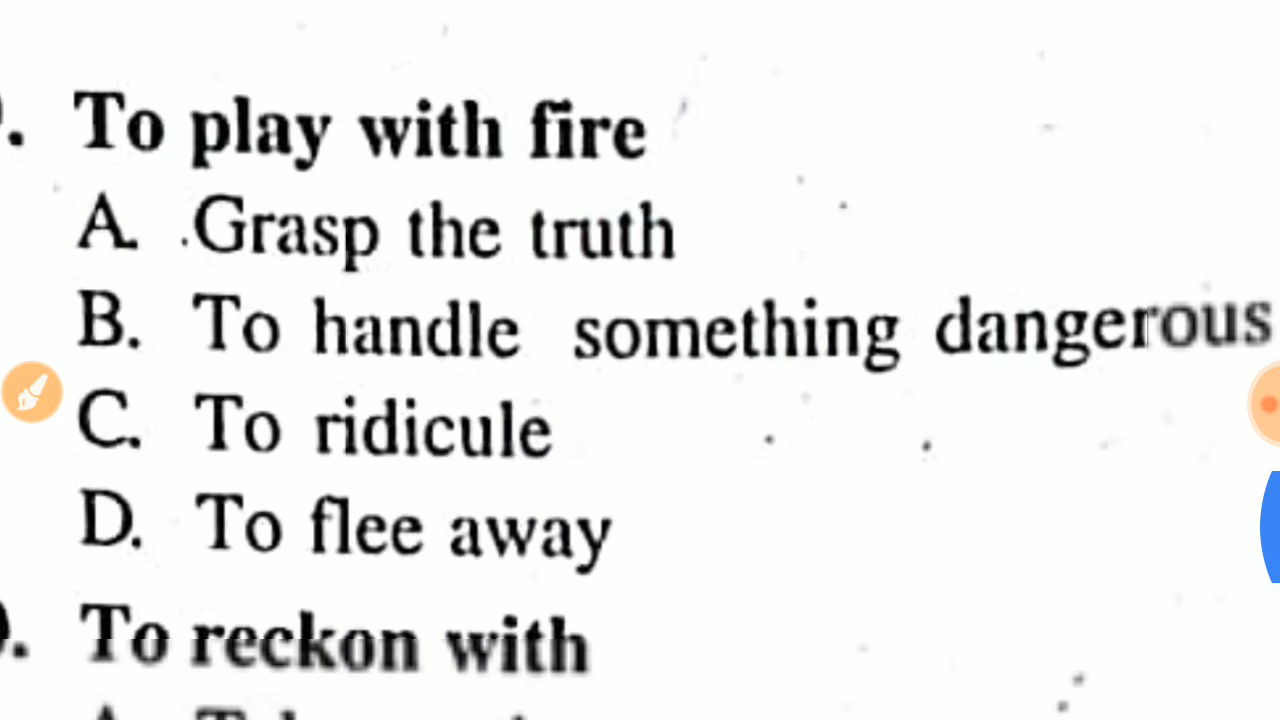 . To play with fire
A. Grasp the truth
B. To handle something dangerous
C. To ridicule
D. To flee away
. To reckon with
A.